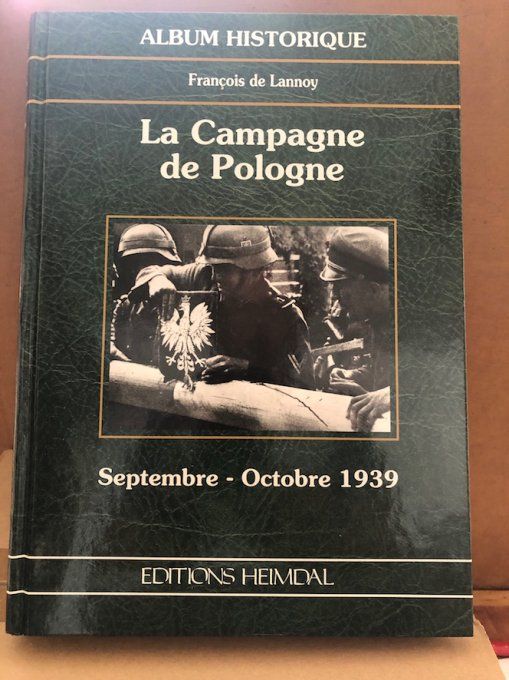 ALBUM HISTORIQUE
François de Lannoy
La Campagne
de Pologne
Septembre - Octobre 1939
EDITIONS HEIMDAL